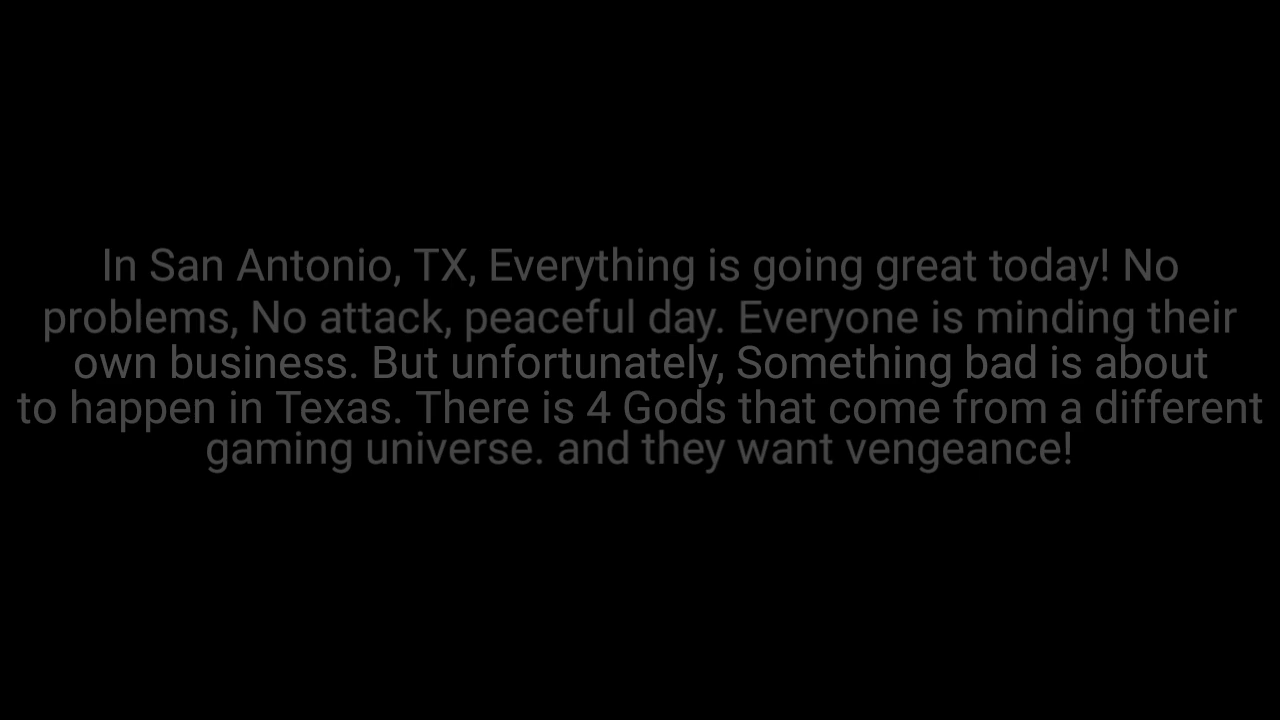 In San Antonio, TX, Everything is going great today! No
problems, No attack, peaceful day. Everyone is minding their
own business. But unfortunately, Something bad is about
to happen in Texas. There is 4 Gods that come from a different
gaming universe. and they want vengeance!